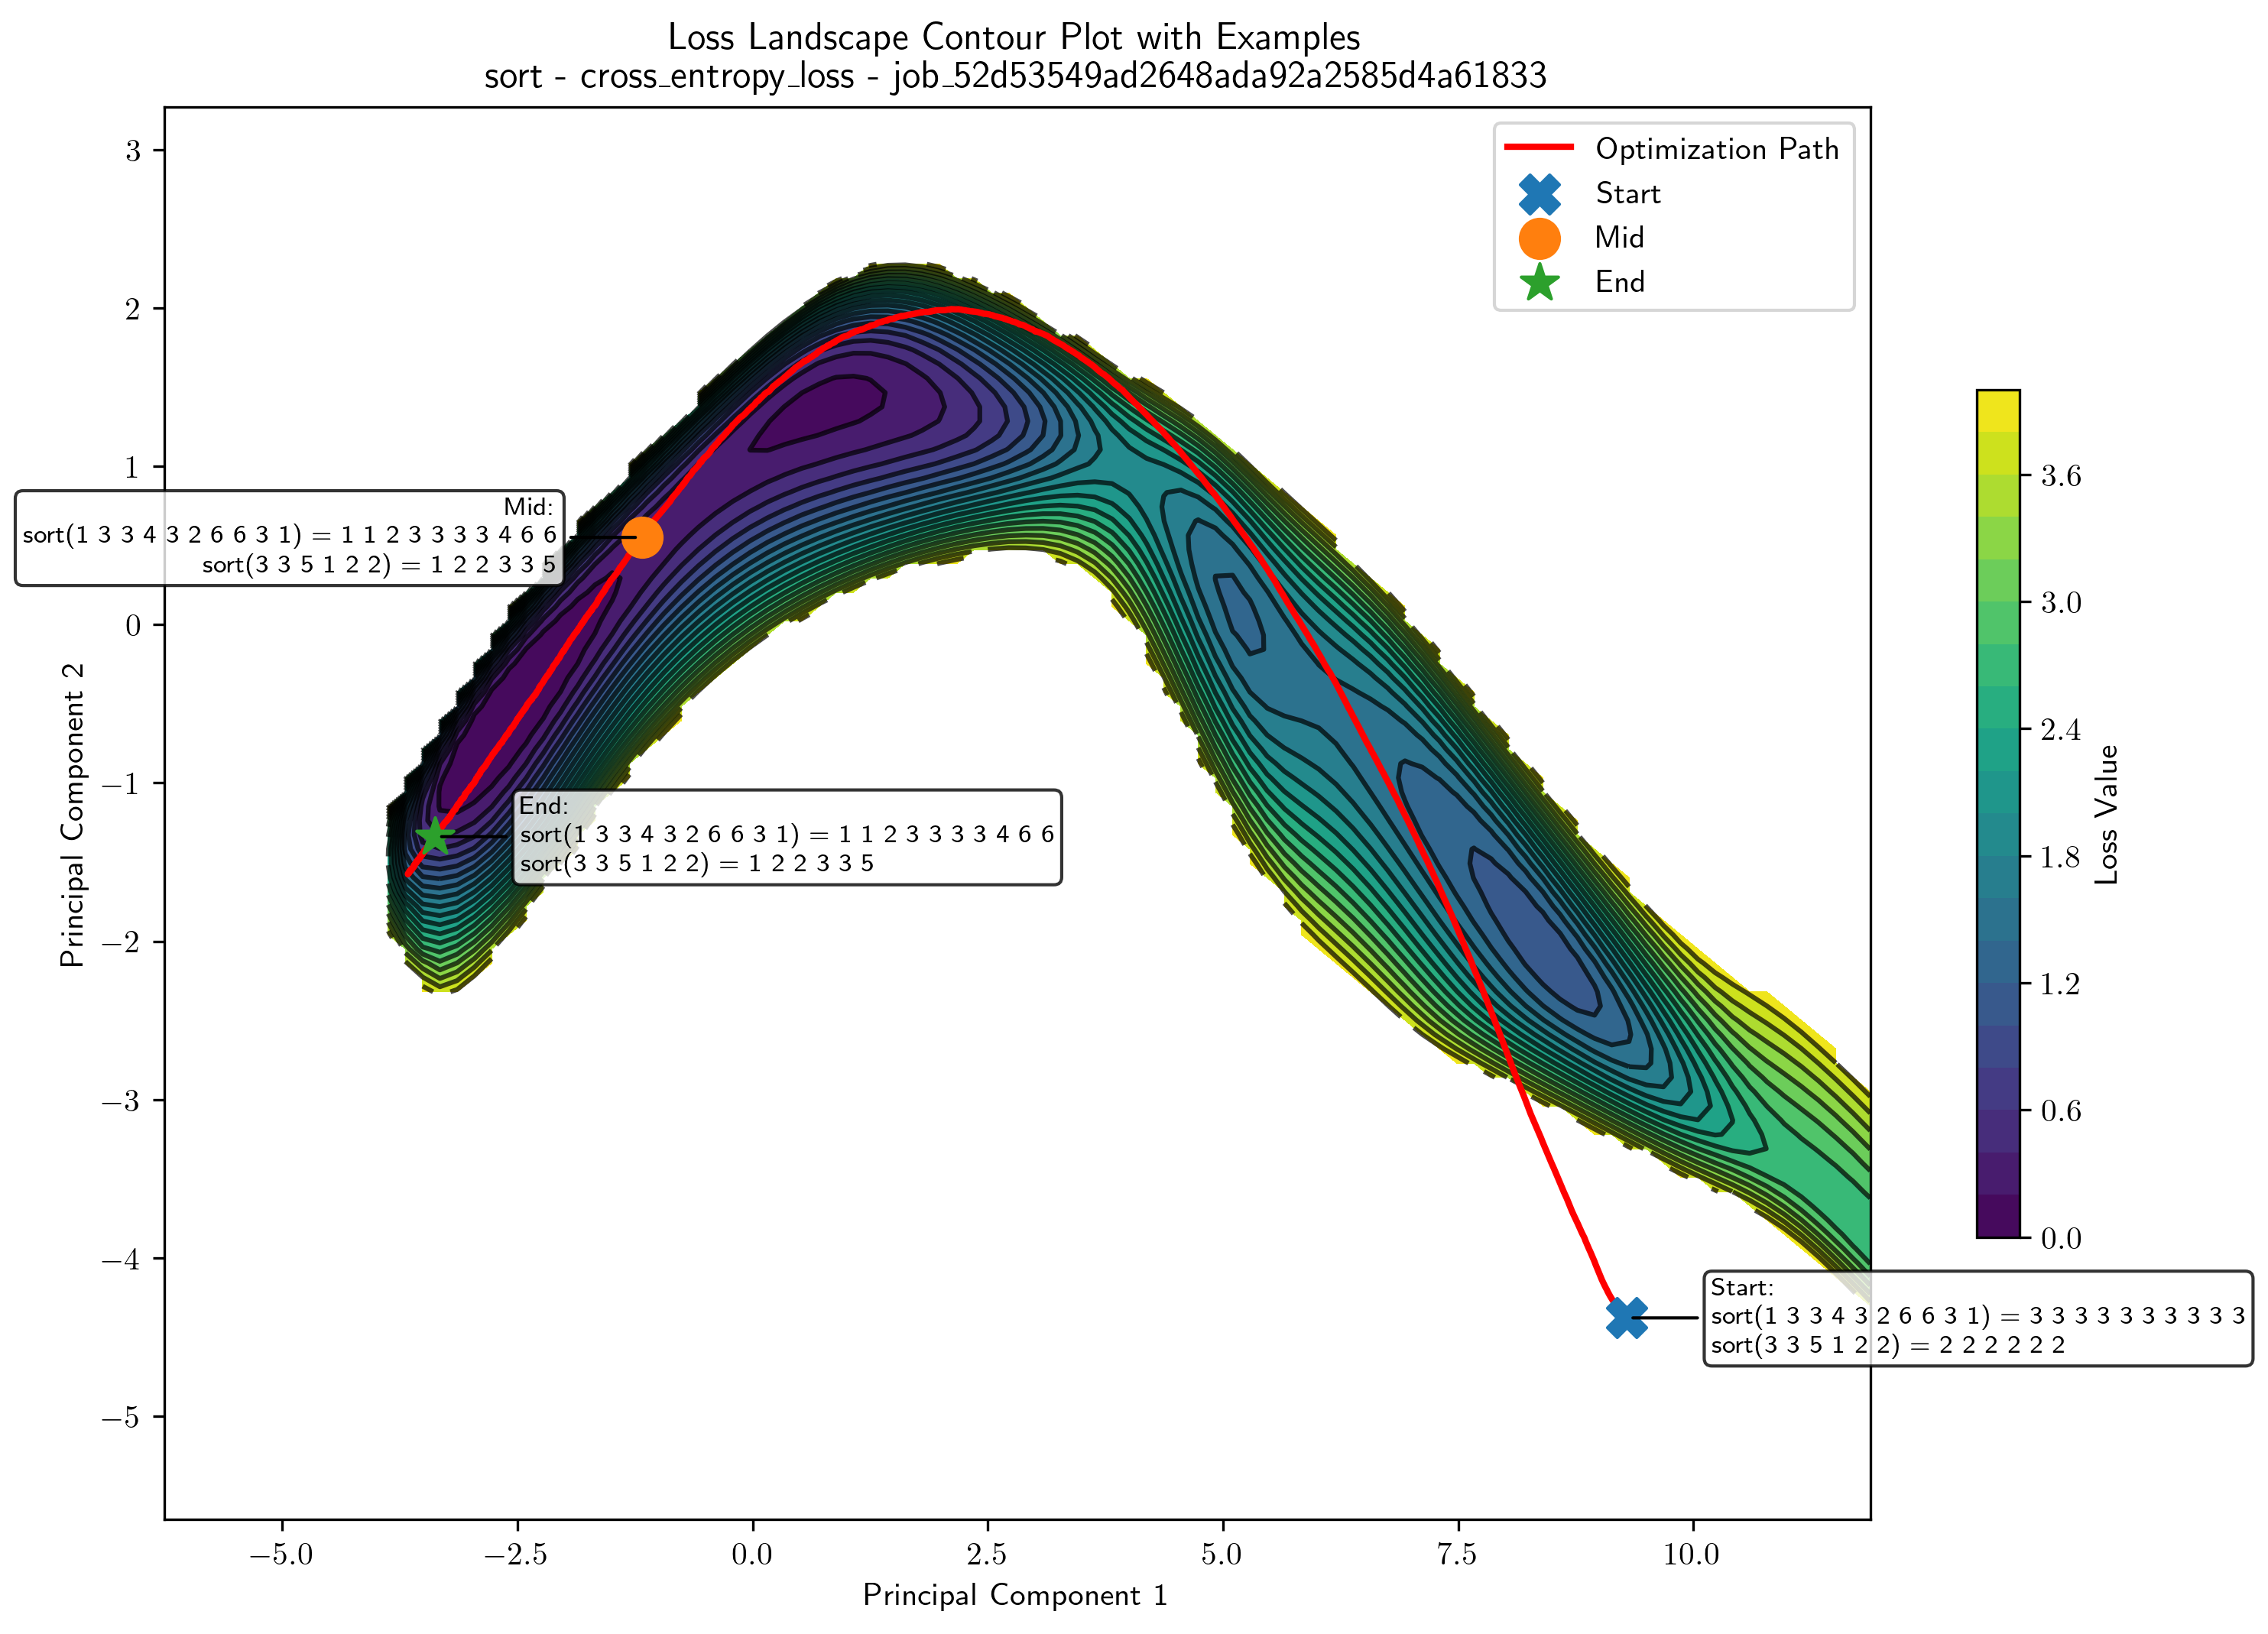 Loss Landscape Contour Plot with Examples
sort - cross_entropy_loss - job_52d53549ad2648ada92a2585d4a61833
Optimization Path
Start
Mid
End
3
2
1
0
−1
−2
−3
−4
−5
Principal Component 2
Mid:
sort(1 3 3 4 3 2 6 6 3 1) = 1 1 2 3 3 3 3 4 6 6
sort(3 3 5 1 2 2) = 1 2 2 3 3 5
End:
sort(1 3 3 4 3 2 6 6 3 1) = 1 1 2 3 3 3 3 4 6 6
sort(3 3 5 1 2 2) = 1 2 2 3 3 5
Start:
sort(1 3 3 4 3 2 6 6 3 1) = 3 3 3 3 3 3 3 3 3 3
sort(3 3 5 1 2 2) = 2 2 2 2 2 2
3.6
3.0
2.4
1.8
1.2
0.6
0.0
Loss Value
−5.0 −2.5 0.0 2.5 5.0 7.5 10.0
Principal Component 1